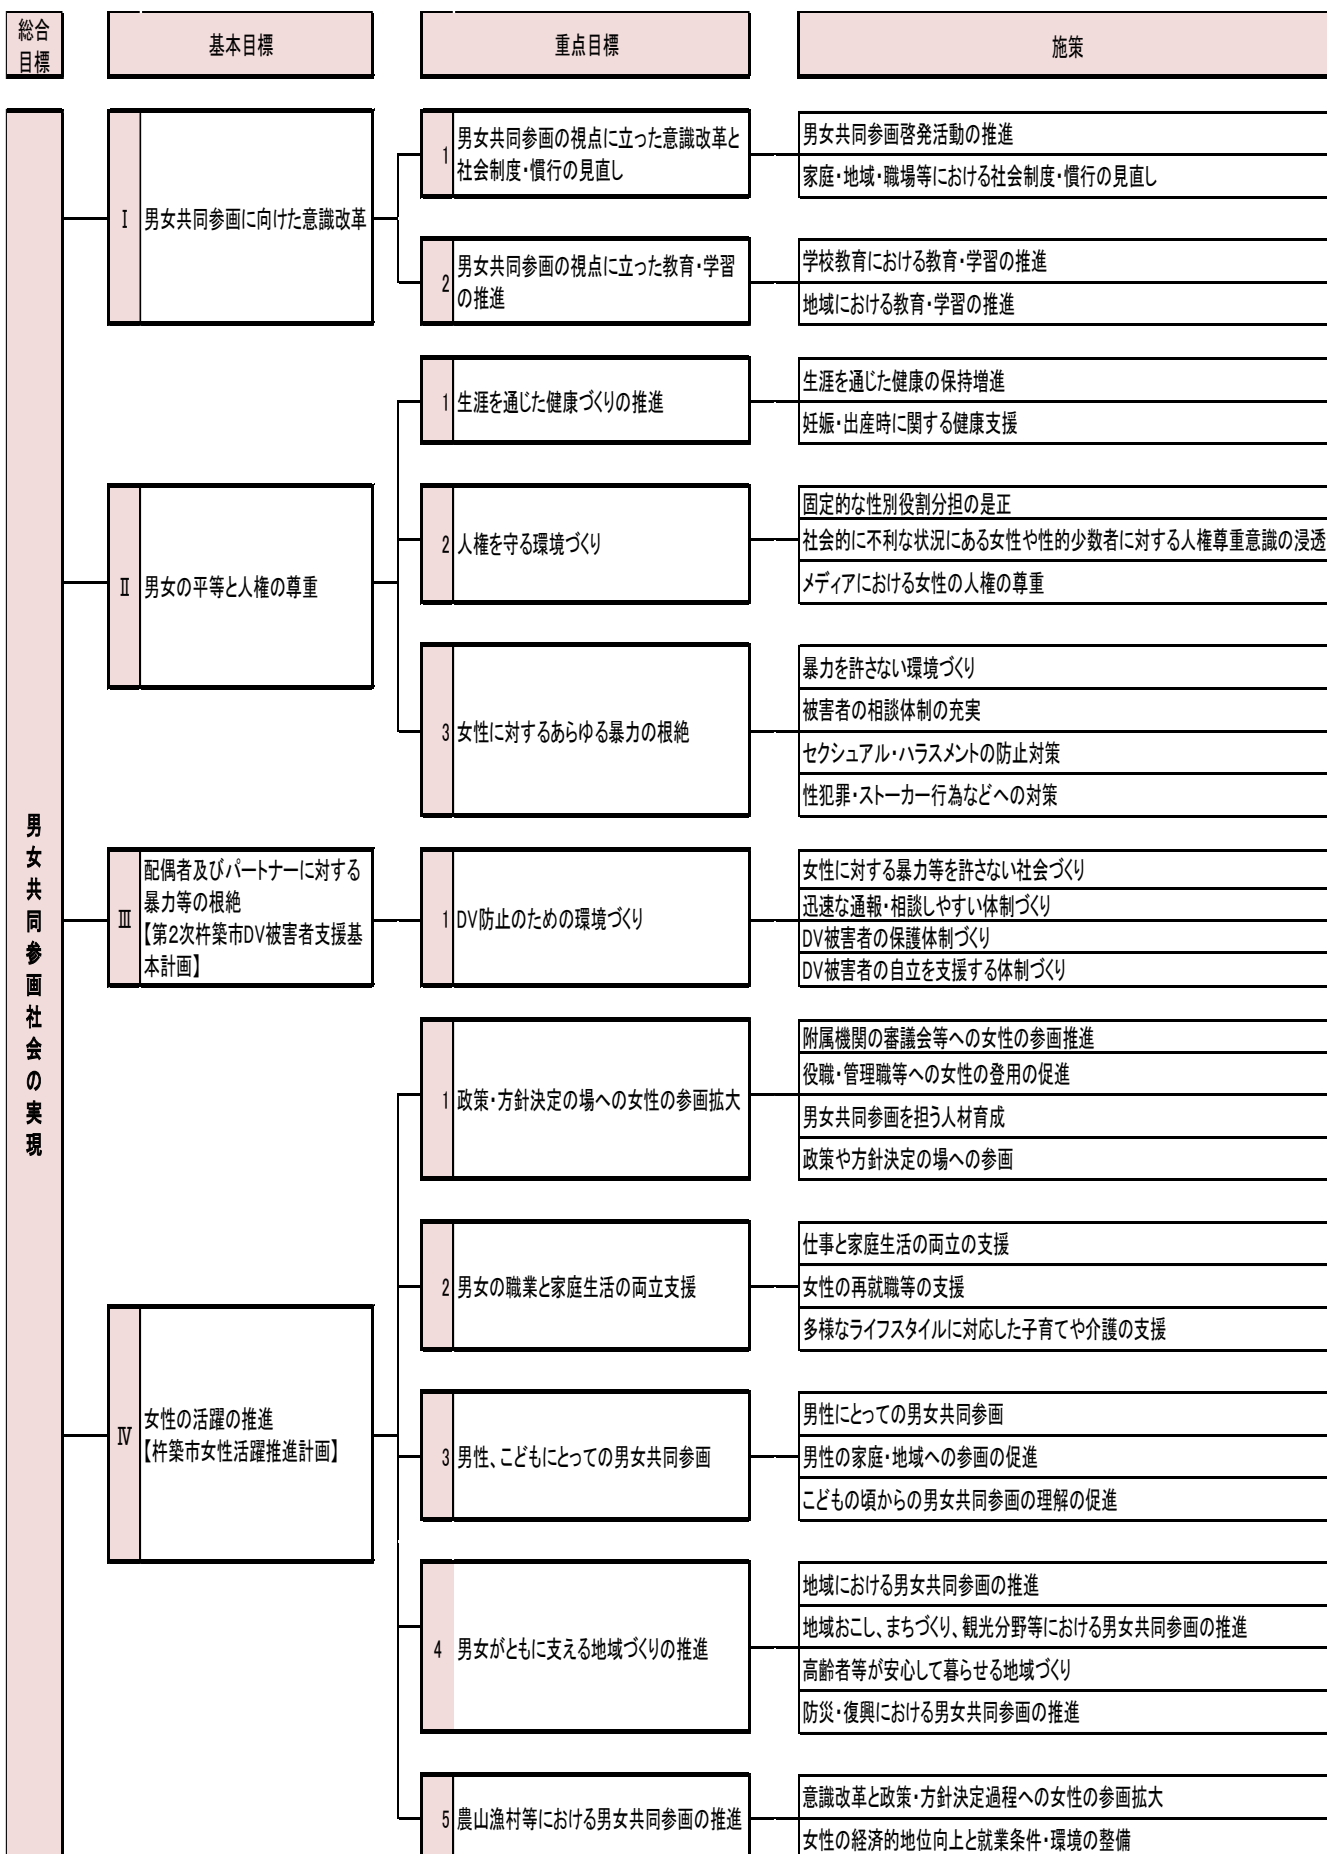 総合
目標
基本目標
重点目標
施策
男女共同参画社会の実現
Ⅰ
男女共同参画に向けた意識改革
1
男女共同参画の視点に立った意識改革と
社会制度・慣行の見直し
男女共同参画啓発活動の推進
家庭・地域・職場等における社会制度・慣行の見直し
2
男女共同参画の視点に立った教育・学習
の推進
学校教育における教育・学習の推進
地域における教育・学習の推進
Ⅱ
男女の平等と人権の尊重
1
生涯を通じた健康づくりの推進
生涯を通じた健康の保持増進
妊娠・出産時に関する健康支援
2
人権を守る環境づくり
固定的な性別役割分担の是正
社会的に不利な状況にある女性や性的少数者に対する人権尊重意識の浸透
メディアにおける女性の人権の尊重
3
女性に対するあらゆる暴力の根絶
暴力を許さない環境づくり
被害者の相談体制の充実
セクシュアル・ハラスメントの防止対策
性犯罪・ストーカー行為などへの対策
Ⅲ
配偶者及びパートナーに対する
暴力等の根絶
【第2次杵築市DV被害者支援基
本計画】
1
DV防止のための環境づくり
女性に対する暴力等を許さない社会づくり
迅速な通報・相談しやすい体制づくり
DV被害者の保護体制づくり
DV被害者の自立を支援する体制づくり
Ⅳ
女性の活躍の推進
【杵築市女性活躍推進計画】
1
政策・方針決定の場への女性の参画拡大
附属機関の審議会等への女性の参画推進
役職・管理職等への女性の登用の促進
男女共同参画を担う人材育成
政策や方針決定の場への参画
2
男女の職業と家庭生活の両立支援
仕事と家庭生活の両立の支援
女性の再就職等の支援
多様なライフスタイルに対応した子育てや介護の支援
3
男性、こどもにとっての男女共同参画
男性にとっての男女共同参画
男性の家庭・地域への参画の促進
こどもの頃からの男女共同参画の理解の促進
4
男女がともに支える地域づくりの推進
地域における男女共同参画の推進
地域おこし、まちづくり、観光分野等における男女共同参画の推進
高齢者等が安心して暮らせる地域づくり
防災・復興における男女共同参画の推進
5
農山漁村等における男女共同参画の推進
意識改革と政策・方針決定過程への女性の参画拡大
女性の経済的地位向上と就業条件・環境の整備